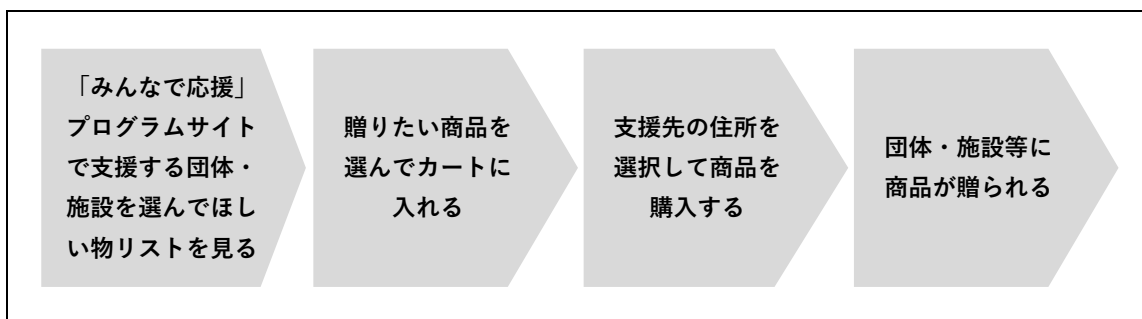 「みんなで応援」
プログラムサイト
で支援する団体・
施設を選んでほし
い物リストを見る
贈りたい商品を
選んでカートに
入れる
支援先の住所を
選択して商品を
購入する
団体・施設等に
商品が贈られる